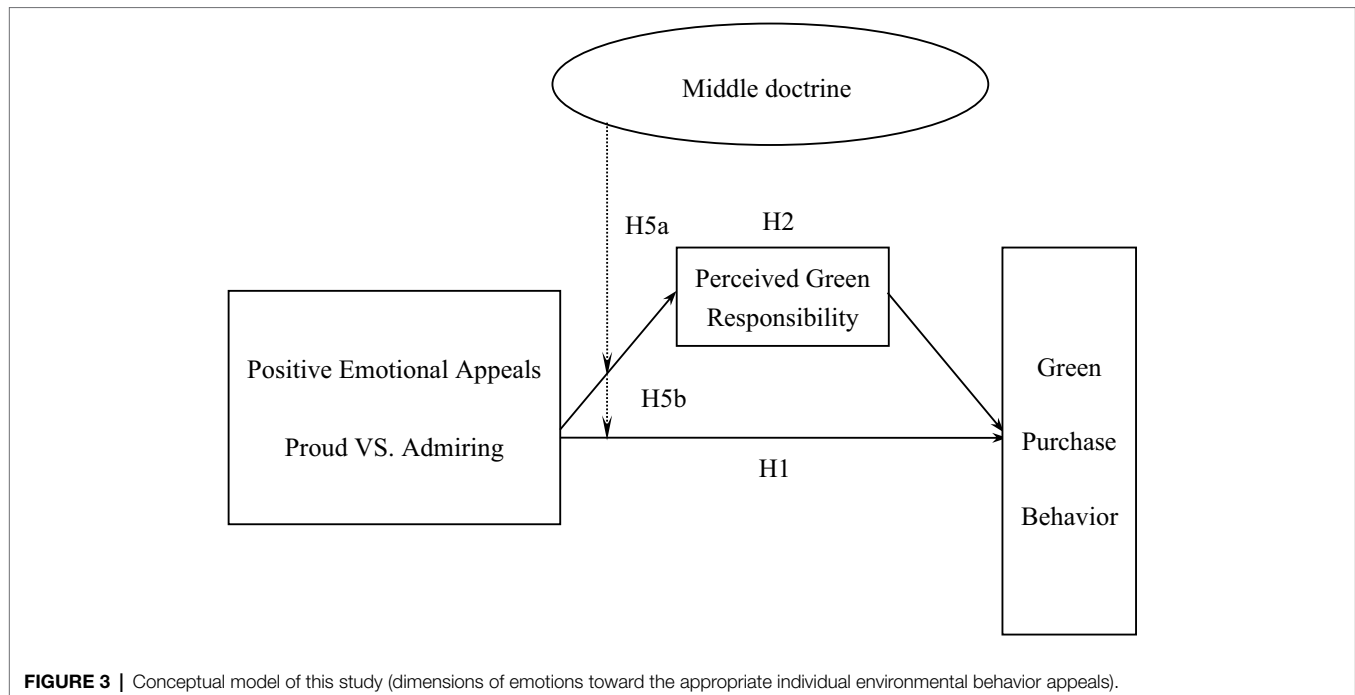 Middle doctrine
H5a
H2
Perceived Green
Responsibility
Positive Emotional Appeals
Proud VS. Admiring
H5b
H1
Green
Purchase
Behavior
FIGURE 3 | Conceptual model of this study (dimensions of emotions toward the appropriate individual environmental behavior appeals).